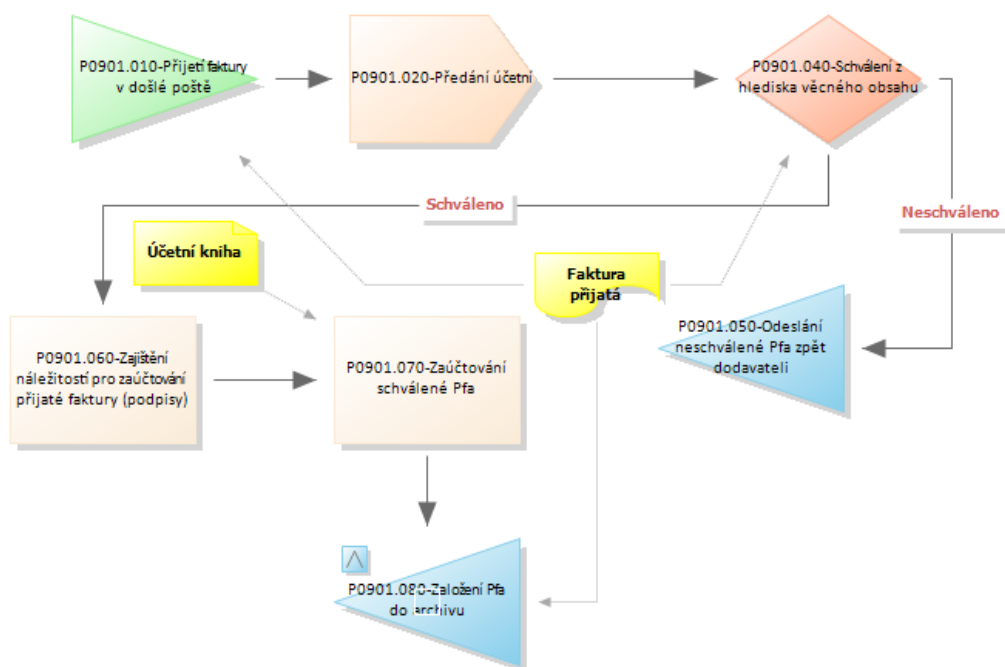 P0901.010-Přijetí faktury
v došlé poště
P0901.020-Předání účetní
P0901.040-Schválení z
hlediska věcného obsahu
Schváleno
Neschváleno
Účetní kniha
Faktura
přijatá
P0901.060-Zajištění
náležitostí pro zaúčtování
přijaté faktury (podpisy)
P0901.070-Zaúčtování
schválené Pfa
P0901.050-Odeslání
neschválené Pfa zpět
dodavateli
P0901.080-Založení Pfa
do archivu